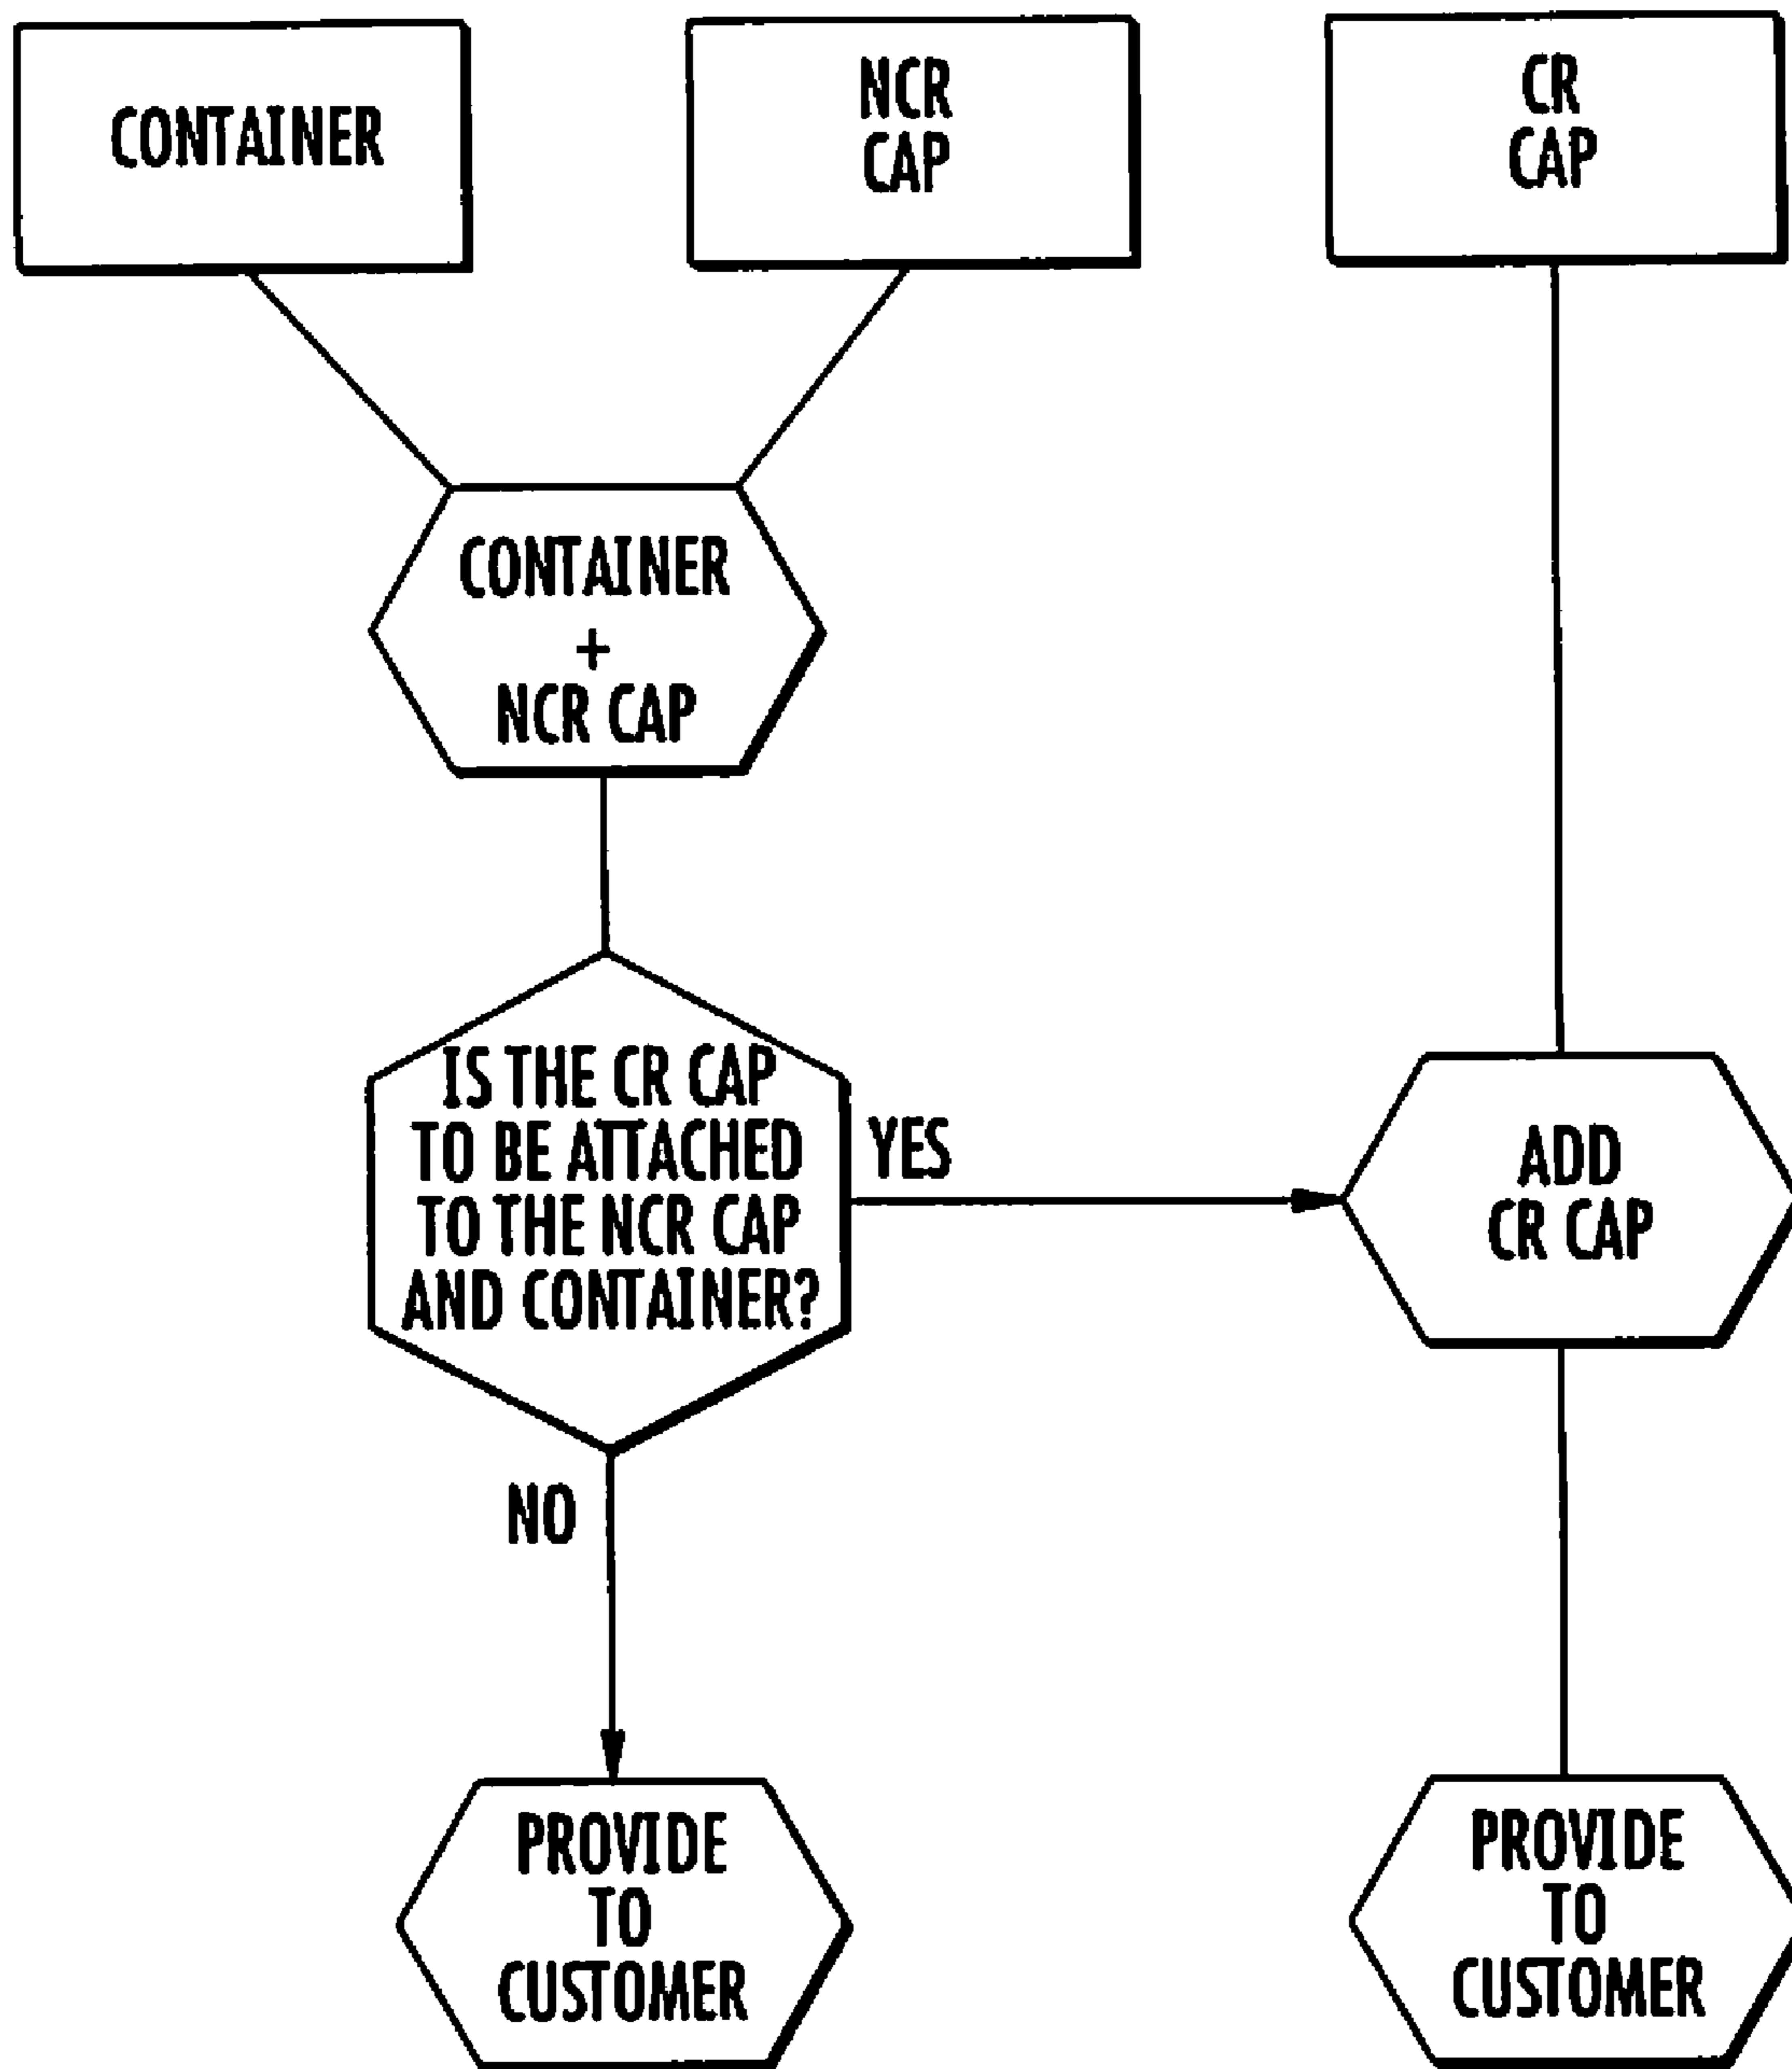 CONTAINER
NCR
CAP
CR
CAP
CONTAINER
+
NCR CAP
IS THE CR CAP
TO BE ATTACHED
TO THE NCR CAP
AND CONTAINER?
YES
ADD
CR CAP
NO
PROVIDE
TO
CUSTOMER
PROVIDE
TO
CUSTOMER